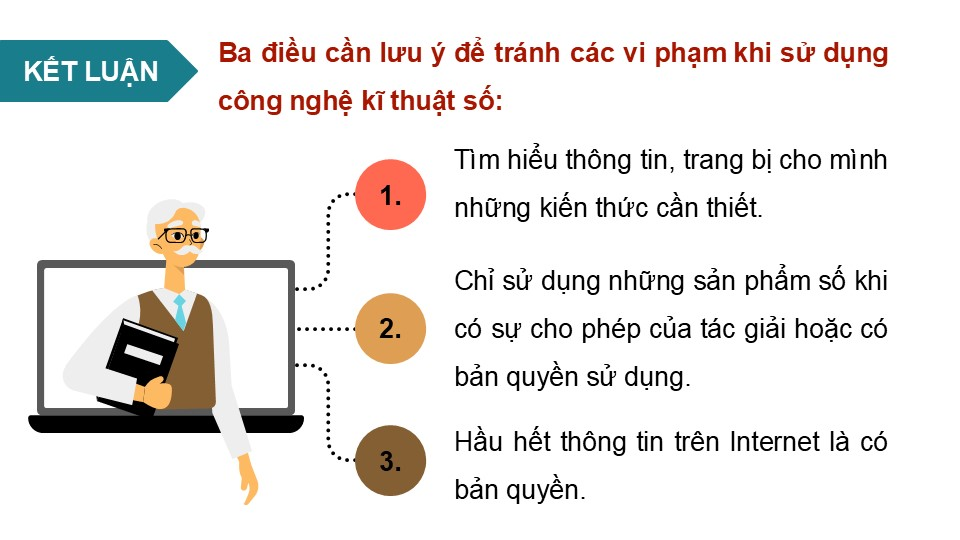 KẾT LUẬN
Ba điều cần lưu ý để tránh các vi phạm khi sử dụng
công nghệ kĩ thuật số:
1.
Tìm hiểu thông tin, trang bị cho mình
những kiến thức cần thiết.
2.
Chỉ sử dụng những sản phẩm số khi
có sự cho phép của tác giải hoặc có
bản quyền sử dụng.
3.
Hầu hết thông tin trên Internet là có
bản quyền.